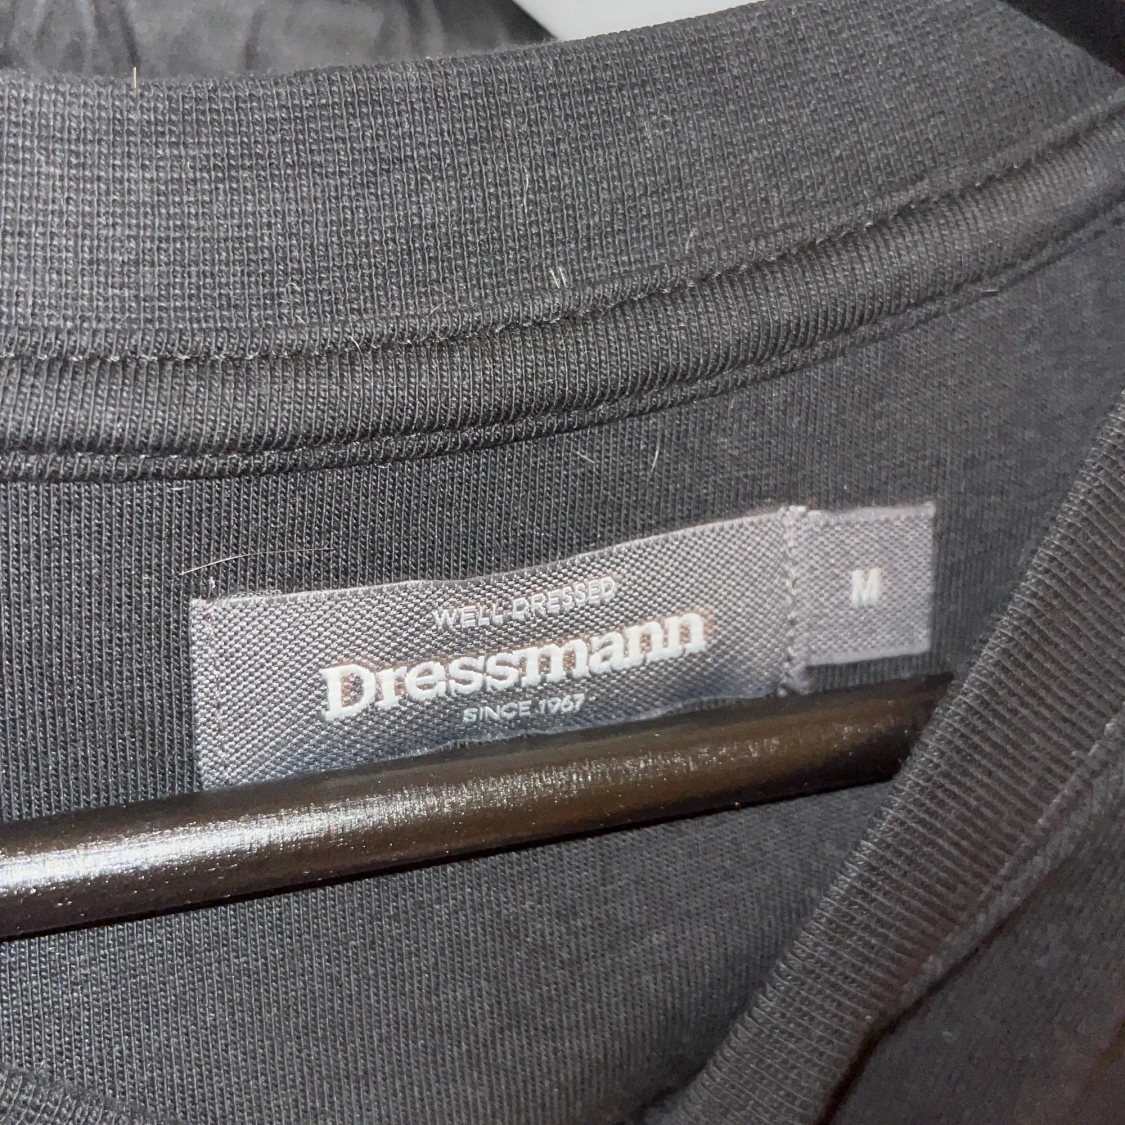 WELL-DRESSED
Dressmann
SINCE 1967
M